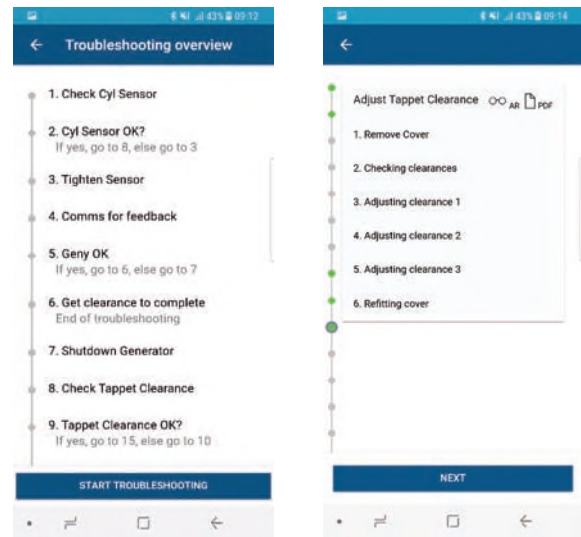 43% 09:12
Troubleshooting overview
1. Check Cyl Sensor
2. Cyl Sensor OK?
If yes, go to 8, else go to 3
3. Tighten Sensor
4. Comms for feedback
5. Geny OK
If yes, go to 6, else go to 7
6. Get clearance to complete
End of troubleshooting
7. Shutdown Generator
8. Check Tappet Clearance
9. Tappet Clearance OK?
If yes, go to 15, else go to 10
START TROUBLESHOOTING
43% 09:14
Adjust Tappet Clearance AR PDF
1. Remove Cover
2. Checking clearances
3. Adjusting clearance 1
4. Adjusting clearance 2
5. Adjusting clearance 3
6. Refitting cover
NEXT